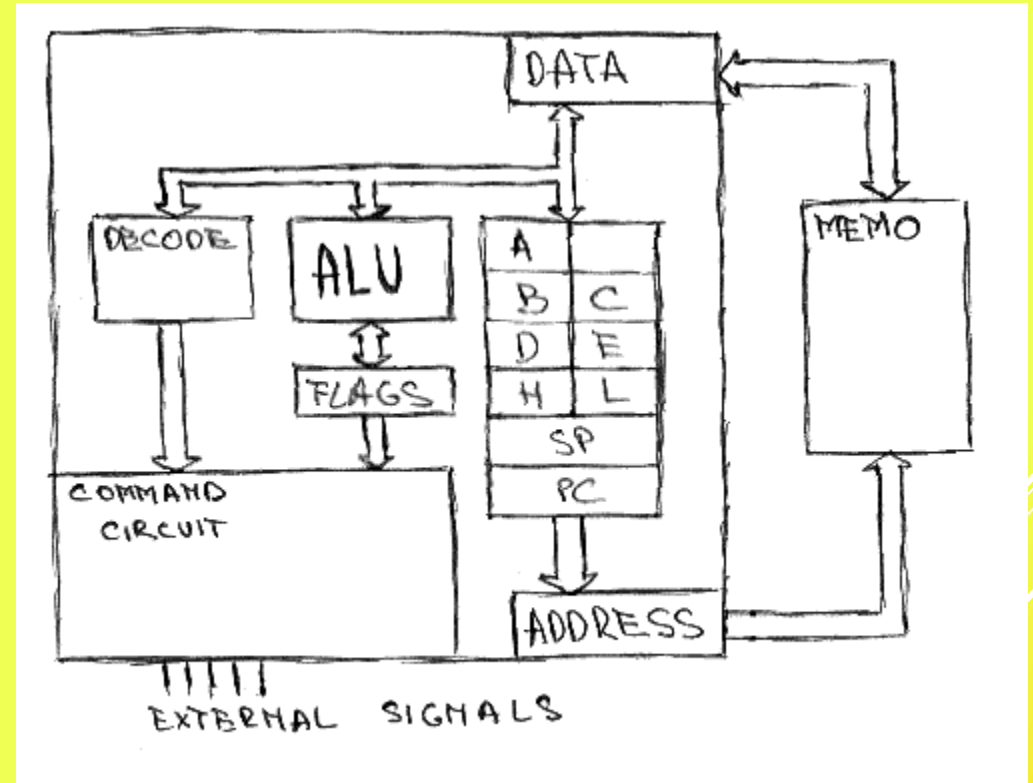 DATA
DECODE
ALU
FLAGS
A
B C
D E
H L
SP
PC
MEMO
COMMAND
CIRCUIT
ADDRESS
EXTERNAL SIGNALS